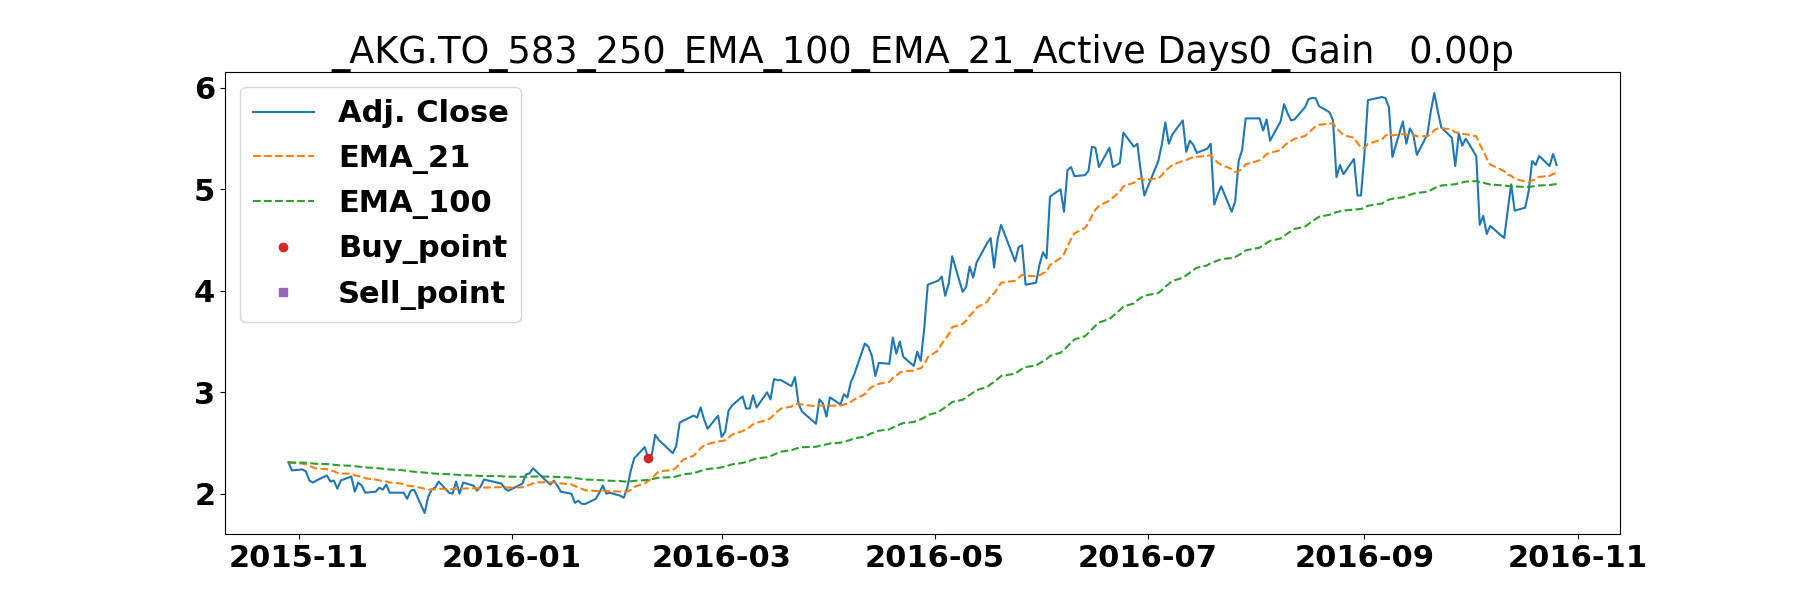 _AKG.TO_583_250_EMA_100_EMA_21_Active Days0_Gain   0.00p
6
5
4
3
2
Adj. Close
EMA_21
EMA_100
Buy_point
Sell_point
2015-11 2016-01 2016-03 2016-05 2016-07 2016-09 2016-11